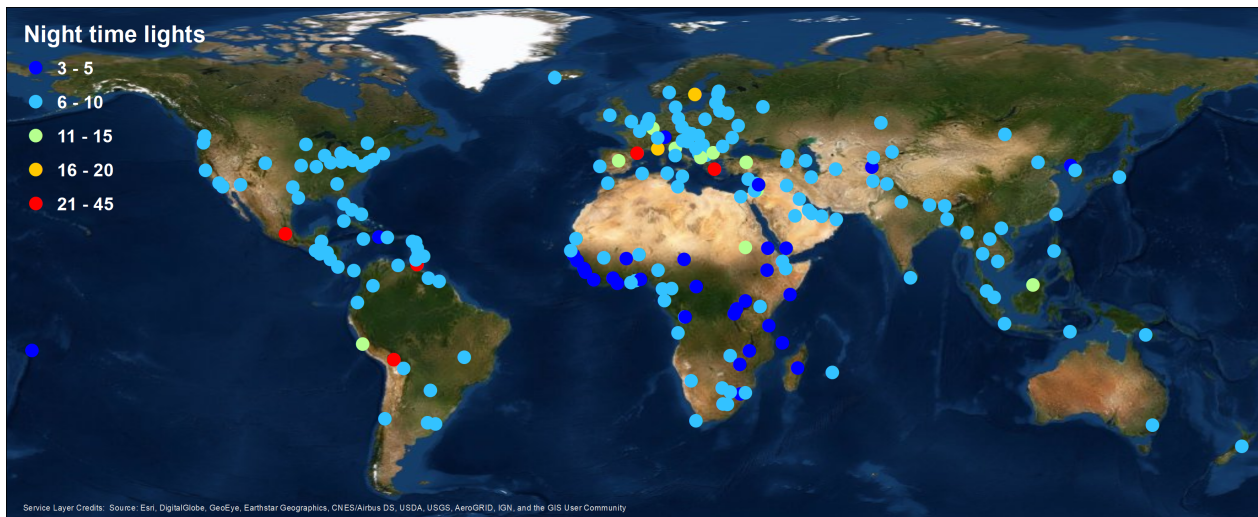 Night time lights
3 - 5
6 - 10
11 - 15
16 - 20
21 - 45
Service Layer Credits: Source: Esri, DigitalGlobe, GeoEye, Earthstar Geographics, CNES/Airbus DS, USDA, USGS, AeroGRID, IGN, and the GIS User Community